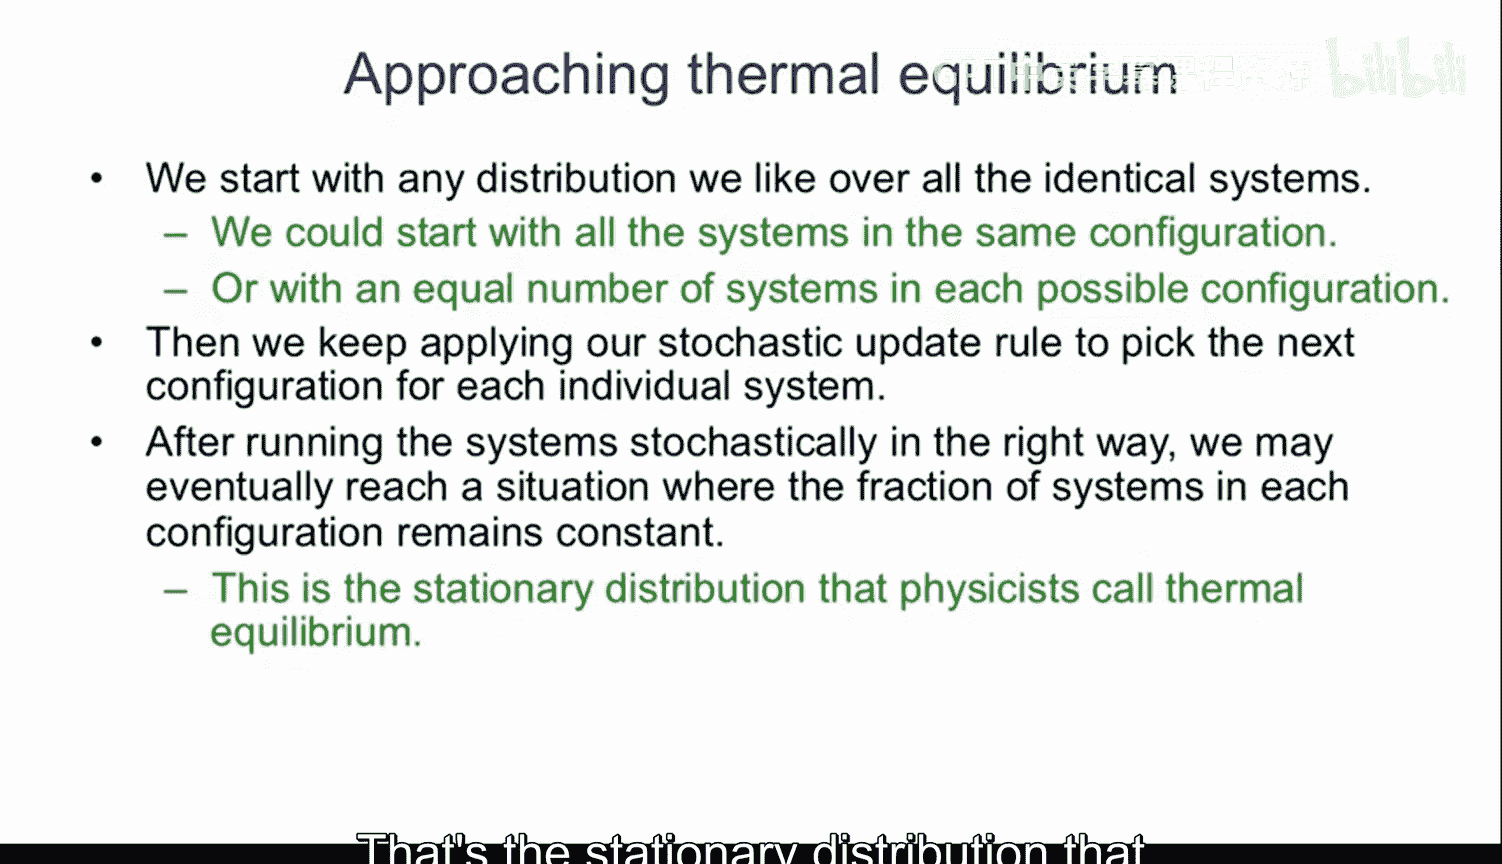 Approaching thermal equilibrium
bilibili
• We start with any distribution we like over all the identical systems.
– We could start with all the systems in the same configuration.
– Or with an equal number of systems in each possible configuration.
• Then we keep applying our stochastic update rule to pick the next
configuration for each individual system.
• After running the systems stochastically in the right way, we may
eventually reach a situation where the fraction of systems in each
configuration remains constant.
– This is the stationary distribution that physicists call thermal
equilibrium.
That's the stationary distribution that